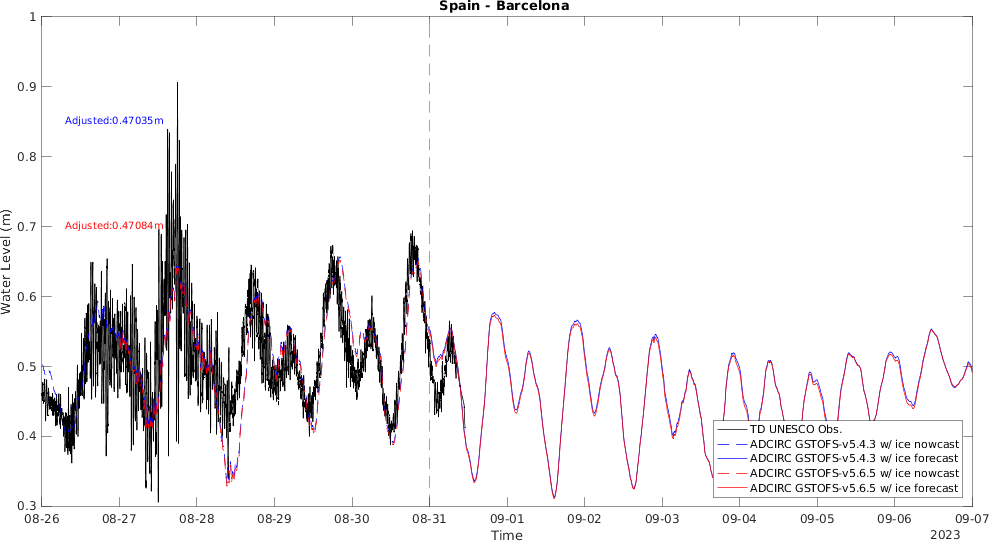 Spain - Barcelona
Water Level (m)
1
0.9
0.8
0.7
0.6
0.5
0.4
0.3
Adjusted:0.47035m
Adjusted:0.47084m
TD UNESCO Obs.
ADCIRC GSTOFS-v5.4.3 w/ ice nowcast
ADCIRC GSTOFS-v5.4.3 w/ ice forecast
ADCIRC GSTOFS-v5.6.5 w/ ice nowcast
ADCIRC GSTOFS-v5.6.5 w/ ice forecast
08-26 08-27 08-28 08-29 08-30 08-31 09-01 09-02 09-03 09-04 09-05 09-06 09-07
Time
2023